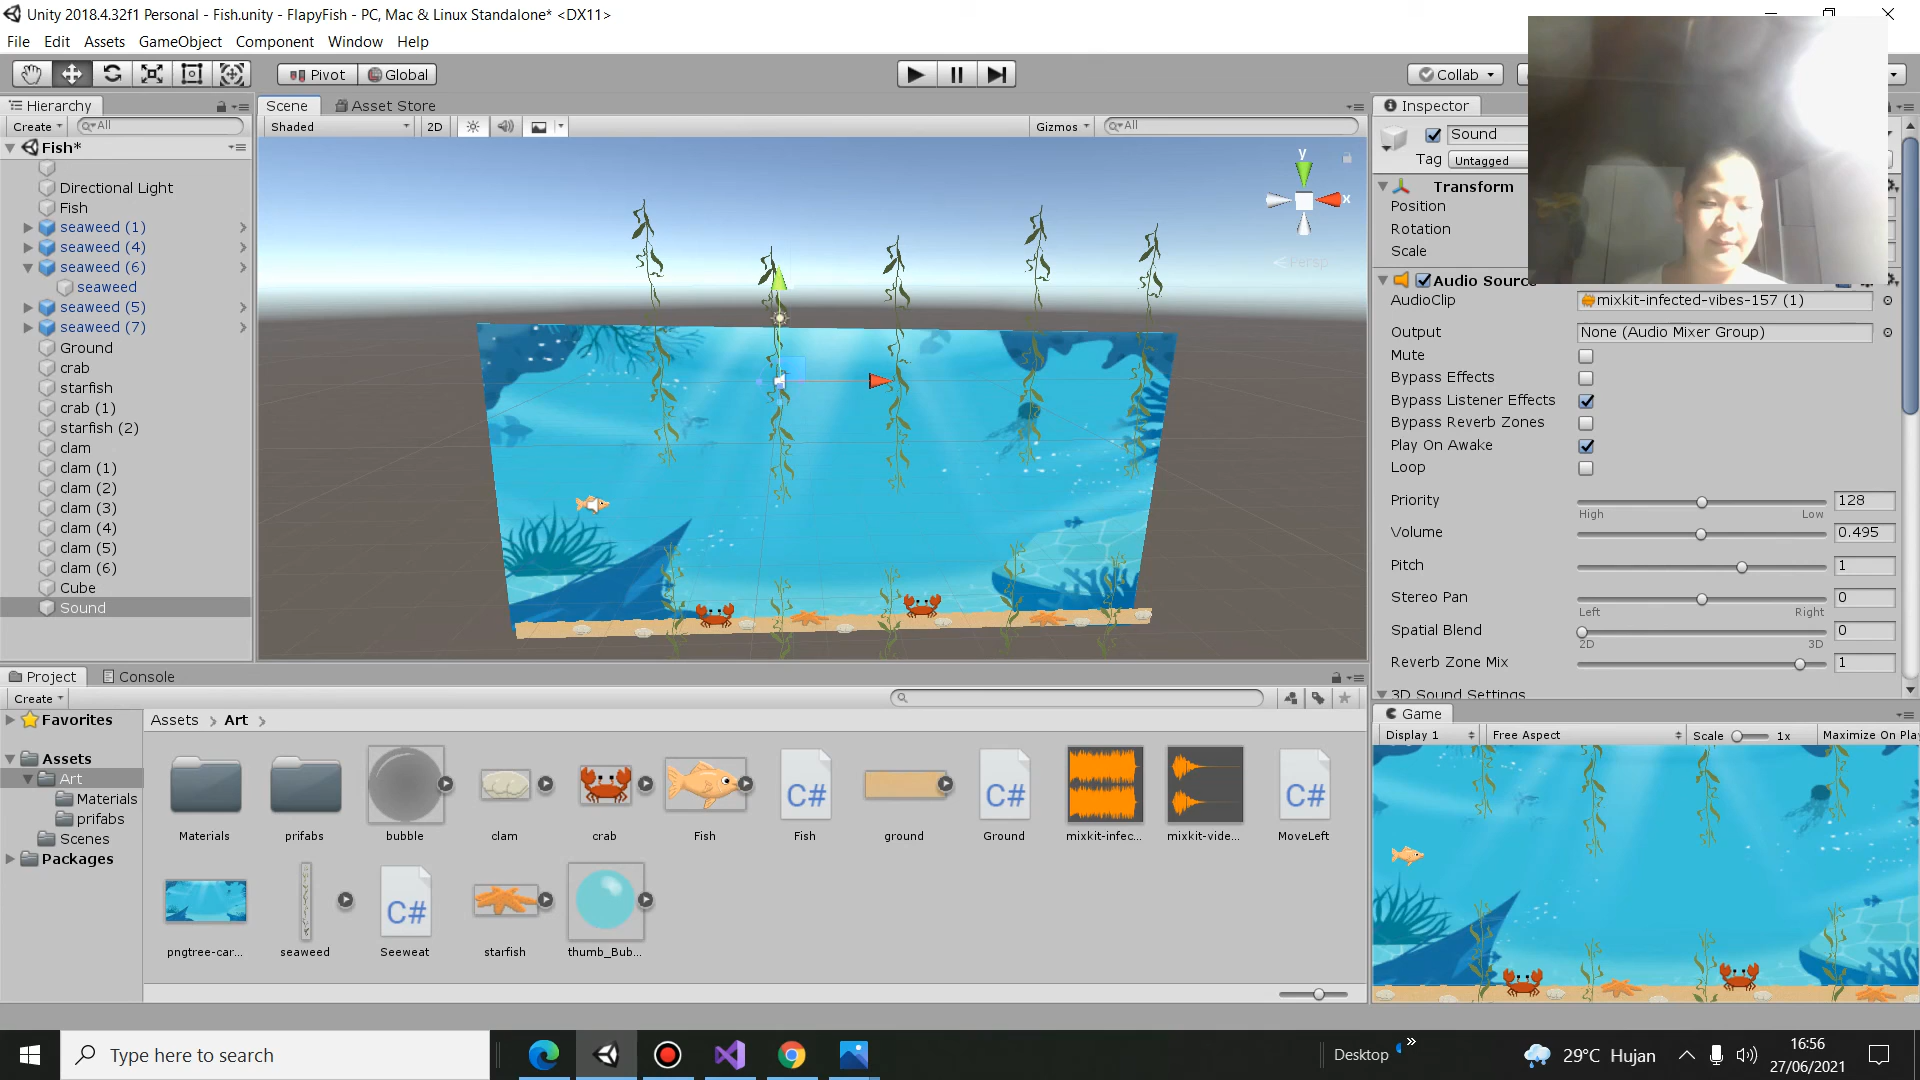 Unity 2018.4.32f1 Personal - Fish.unity - FlapyFish - PC, Mac & Linux Standalone* <DX11>
File Edit Assets GameObject Component Window Help
Pivot Global Collab
Hierarchy Scene Asset Store Inspector
Create All Shaded 2D Gizmos All Sound
Fish* Tag Untagged
Directional Light
Fish
seaweed (1)
seaweed (4)
seaweed (6)
seaweed
seaweed (5)
seaweed (7)
Ground
crab
starfish
crab (1)
starfish (2)
clam
clam (1)
clam (2)
clam (3)
clam (4)
clam (5)
clam (6)
Cube
Sound
y
x
Persp
Transform
Position
Rotation
Scale
Audio Sourc
AudioClip mixkit-infected-vibes-157 (1)
Output None (Audio Mixer Group)
Mute
Bypass Effects
Bypass Listener Effects
Bypass Reverb Zones
Play On Awake
Loop
Priority 128
High Low
Volume 0.495
Pitch 1
Stereo Pan 0
Left Right
Spatial Blend 0
2D 3D
Reverb Zone Mix 1
3D Sound Settings
Project Console
Create
Favorites
Assets
Art
Materials
prifabs
Scenes
Packages
Assets Art
Materials prifabs bubble clam crab Fish Fish ground Ground mixkit-infec... mixkit-vide... MoveLeft
C# C# C#
pngtree-car... seaweed Seeweat starfish thumb_Bub...
C#
Game
Display 1 Free Aspect Scale 1x Maximize On Play
Type here to search
Desktop
29°C Hujan
16:56
27/06/2021